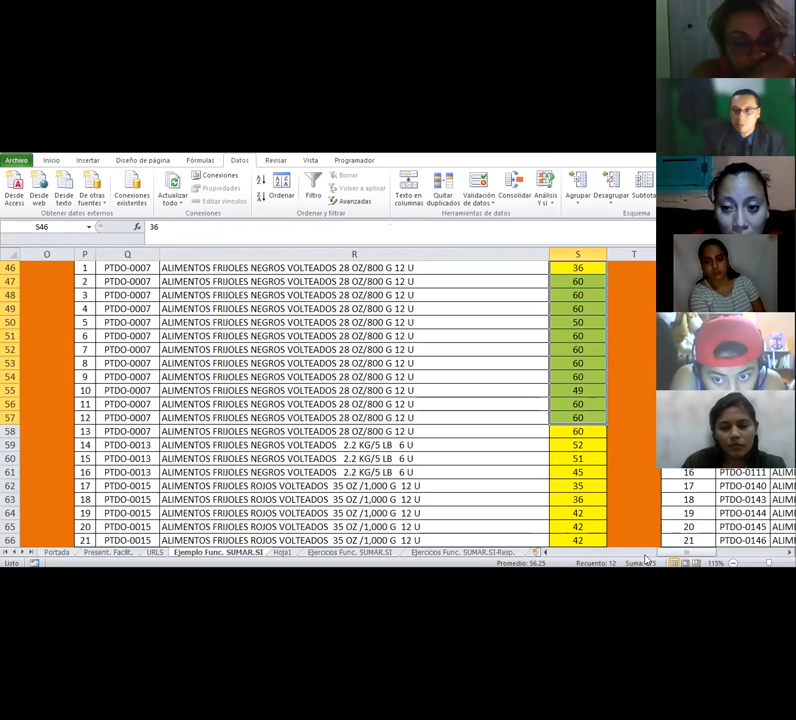 Archivo Inicio Insertar Diseño de página Fórmulas Datos Revisar Vista Programador
Desde Access Desde web Desde texto De otras fuentes Conexiones existentes Actualizar todo Conexiones Propiedades Editar vínculos Ordenar Filtro Borrar Volver a aplicar Avanzadas Texto en columnas Quitar duplicados Validación de datos Consolidar Análisis Y si Agrupar Desagrupar Subtota
Obtener datos externos Conexiones Ordenar y filtrar Herramientas de datos Esquema
S46 fx 36
O P Q R S T
46 1 PTDO-0007 ALIMENTOS FRIJOLES NEGROS VOLTEADOS 28 OZ/800 G 12 U 36
47 2 PTDO-0007 ALIMENTOS FRIJOLES NEGROS VOLTEADOS 28 OZ/800 G 12 U 60
48 3 PTDO-0007 ALIMENTOS FRIJOLES NEGROS VOLTEADOS 28 OZ/800 G 12 U 60
49 4 PTDO-0007 ALIMENTOS FRIJOLES NEGROS VOLTEADOS 28 OZ/800 G 12 U 60
50 5 PTDO-0007 ALIMENTOS FRIJOLES NEGROS VOLTEADOS 28 OZ/800 G 12 U 50
51 6 PTDO-0007 ALIMENTOS FRIJOLES NEGROS VOLTEADOS 28 OZ/800 G 12 U 60
52 7 PTDO-0007 ALIMENTOS FRIJOLES NEGROS VOLTEADOS 28 OZ/800 G 12 U 60
53 8 PTDO-0007 ALIMENTOS FRIJOLES NEGROS VOLTEADOS 28 OZ/800 G 12 U 60
54 9 PTDO-0007 ALIMENTOS FRIJOLES NEGROS VOLTEADOS 28 OZ/800 G 12 U 60
55 10 PTDO-0007 ALIMENTOS FRIJOLES NEGROS VOLTEADOS 28 OZ/800 G 12 U 49
56 11 PTDO-0007 ALIMENTOS FRIJOLES NEGROS VOLTEADOS 28 OZ/800 G 12 U 60
57 12 PTDO-0007 ALIMENTOS FRIJOLES NEGROS VOLTEADOS 28 OZ/800 G 12 U 60
58 13 PTDO-0007 ALIMENTOS FRIJOLES NEGROS VOLTEADOS 28 OZ/800 G 12 U 60
59 14 PTDO-0013 ALIMENTOS FRIJOLES NEGROS VOLTEADOS 2.2 KG/5 LB 6 U 52
60 15 PTDO-0013 ALIMENTOS FRIJOLES NEGROS VOLTEADOS 2.2 KG/5 LB 6 U 51
61 16 PTDO-0013 ALIMENTOS FRIJOLES NEGROS VOLTEADOS 2.2 KG/5 LB 6 U 45 16 PTDO-0111 ALIME
62 17 PTDO-0015 ALIMENTOS FRIJOLES ROJOS VOLTEADOS 35 OZ /1,000 G 12 U 35 17 PTDO-0140 ALIME
63 18 PTDO-0015 ALIMENTOS FRIJOLES ROJOS VOLTEADOS 35 OZ /1,000 G 12 U 36 18 PTDO-0143 ALIME
64 19 PTDO-0015 ALIMENTOS FRIJOLES ROJOS VOLTEADOS 35 OZ /1,000 G 12 U 42 19 PTDO-0144 ALIME
65 20 PTDO-0015 ALIMENTOS FRIJOLES ROJOS VOLTEADOS 35 OZ /1,000 G 12 U 42 20 PTDO-0145 ALIME
66 21 PTDO-0015 ALIMENTOS FRIJOLES ROJOS VOLTEADOS 35 OZ /1,000 G 12 U 42 21 PTDO-0146 ALIME
Portada Present. Facilit. URLS Ejemplo Func. SUMAR.SI Hoja1 Ejercicios Func. SUMAR.SI Ejercicios Func. SUMAR.SI-Resp.
Listo Promedio: 56.25 Recuento: 12 Suma: 115%